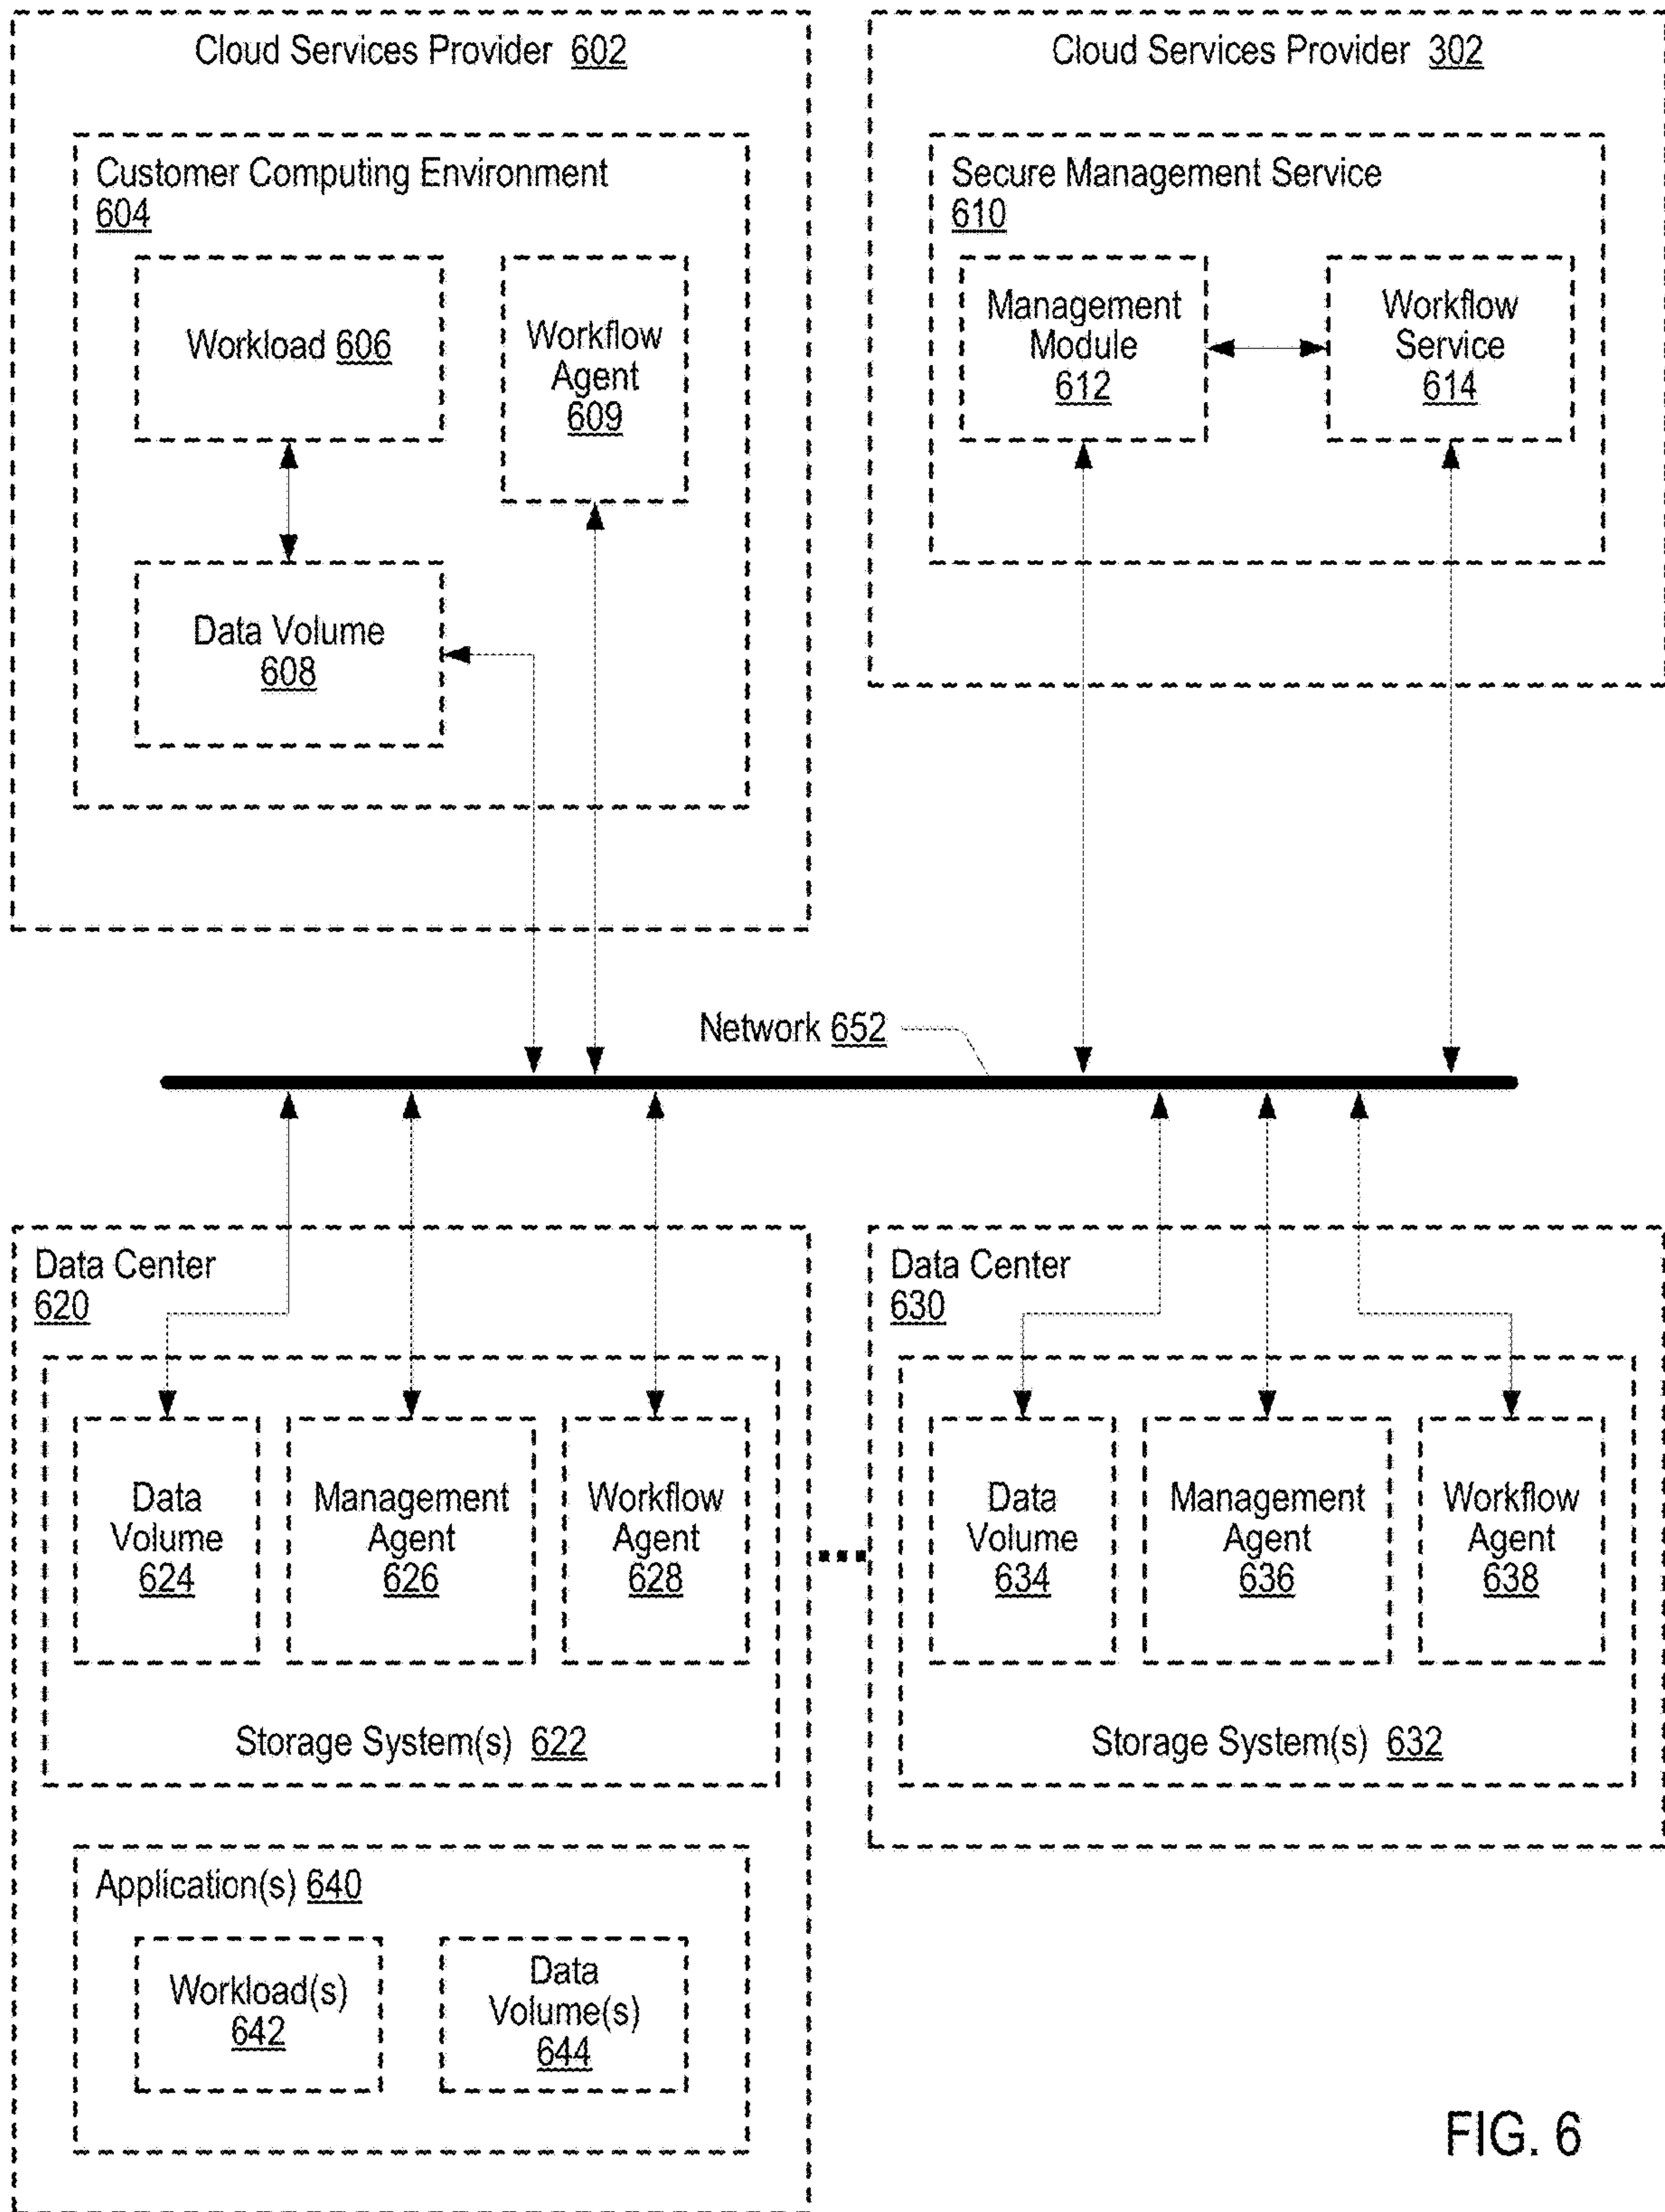 Cloud Services Provider 602
Customer Computing Environment
604
Workload 606
Workflow
Agent
609
Data Volume
608
Cloud Services Provider 302
Secure Management Service
610
Management
Module
612
Workflow
Service
614
Network 652
Data Center
620
Data
Volume
624
Management
Agent
626
Workflow
Agent
628
Storage System(s) 622
Application(s) 640
Workload(s)
642
Data
Volume(s)
644
Data Center
630
Data
Volume
634
Management
Agent
636
Workflow
Agent
638
Storage System(s) 632
FIG. 6